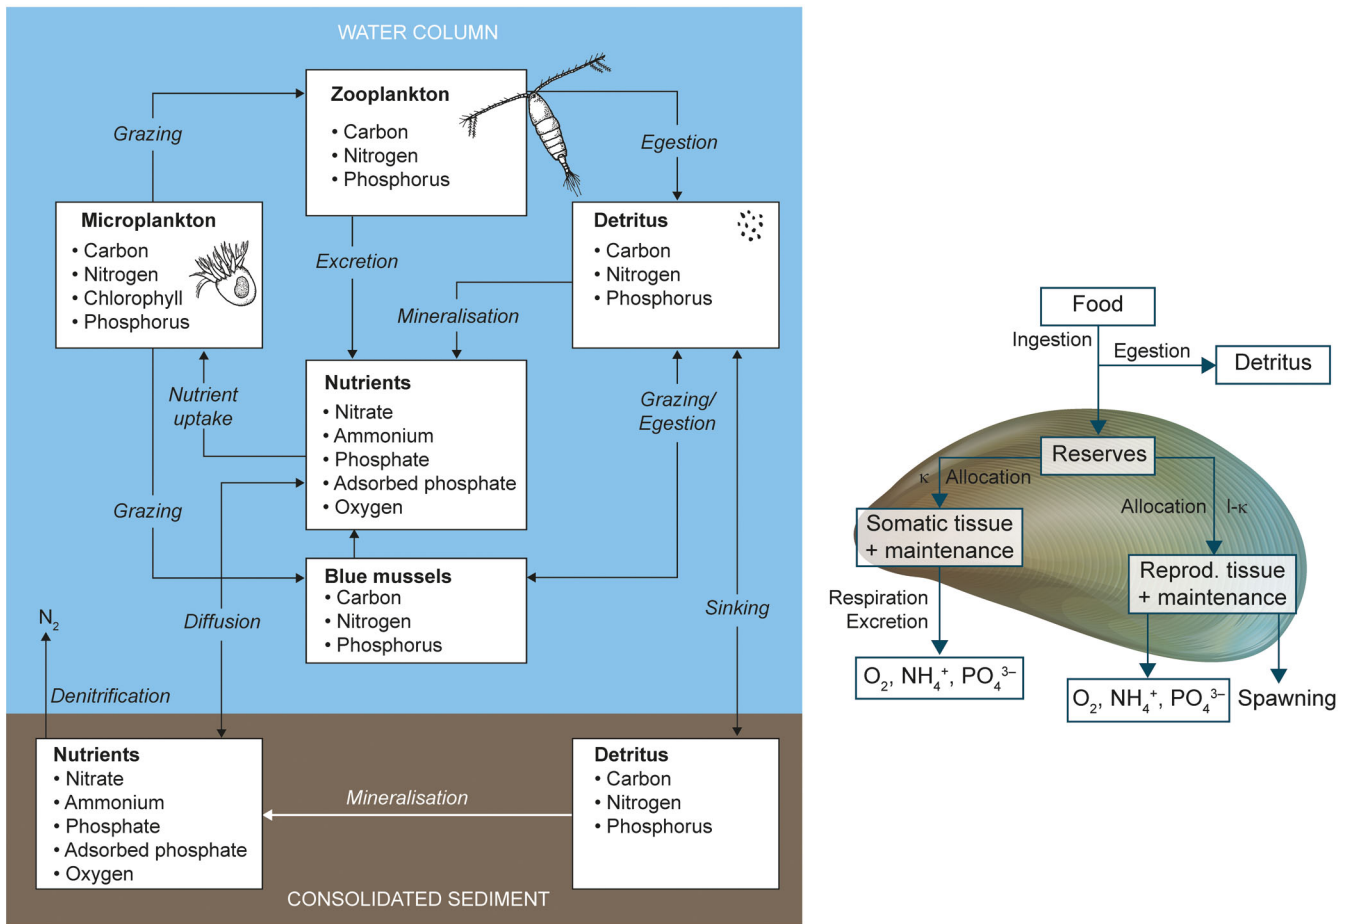 WATER COLUMN
Zooplankton
• Carbon
• Nitrogen
• Phosphorus
Grazing
Egestion
Microplankton
• Carbon
• Nitrogen
• Chlorophyll
• Phosphorus
Excretion
Detritus
• Carbon
• Nitrogen
• Phosphorus
Mineralisation
Nutrient
uptake
Nutrients
• Nitrate
• Ammonium
• Phosphate
• Adsorbed phosphate
• Oxygen
Grazing/
Egestion
Grazing
Blue mussels
• Carbon
• Nitrogen
• Phosphorus
Diffusion
Sinking
N₂
Denitrification
Nutrients
• Nitrate
• Ammonium
• Phosphate
• Adsorbed phosphate
• Oxygen
Mineralisation
Detritus
• Carbon
• Nitrogen
• Phosphorus
CONSOLIDATED SEDIMENT
Food
Ingestion
Egestion
Detritus
Reserves
κ Allocation
Allocation I-κ
Somatic tissue
+ maintenance
Reprod. tissue
+ maintenance
Respiration
Excretion
O₂, NH₄⁺, PO₄³⁻
O₂, NH₄⁺, PO₄³⁻
Spawning